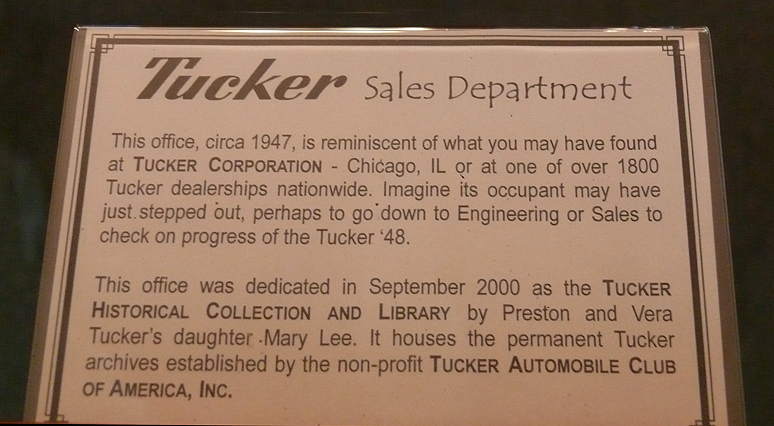 Tucker Sales Department
This office, circa 1947, is reminiscent of what you may have found
at TUCKER CORPORATION - Chicago, IL or at one of over 1800
Tucker dealerships nationwide. Imagine its occupant may have
just stepped out, perhaps to go down to Engineering or Sales to
check on progress of the Tucker '48.
This office was dedicated in September 2000 as the TUCKER
HISTORICAL COLLECTION AND LIBRARY by Preston and Vera
Tucker's daughter Mary Lee. It houses the permanent Tucker
archives established by the non-profit TUCKER AUTOMOBILE CLUB
OF AMERICA, INC.